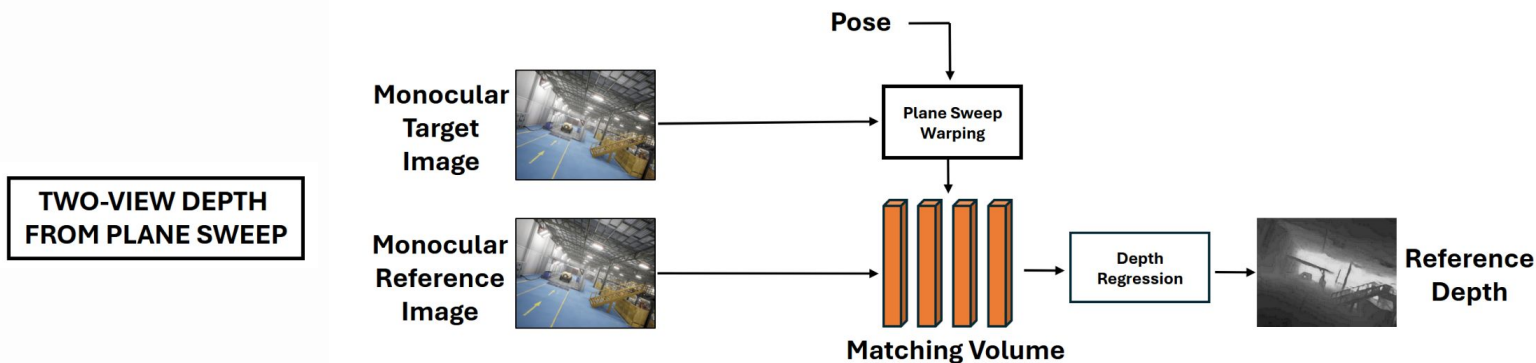 TWO-VIEW DEPTH
FROM PLANE SWEEP
Pose
Monocular
Target
Image
Plane Sweep
Warping
Monocular
Reference
Image
Matching Volume
Depth
Regression
Reference
Depth